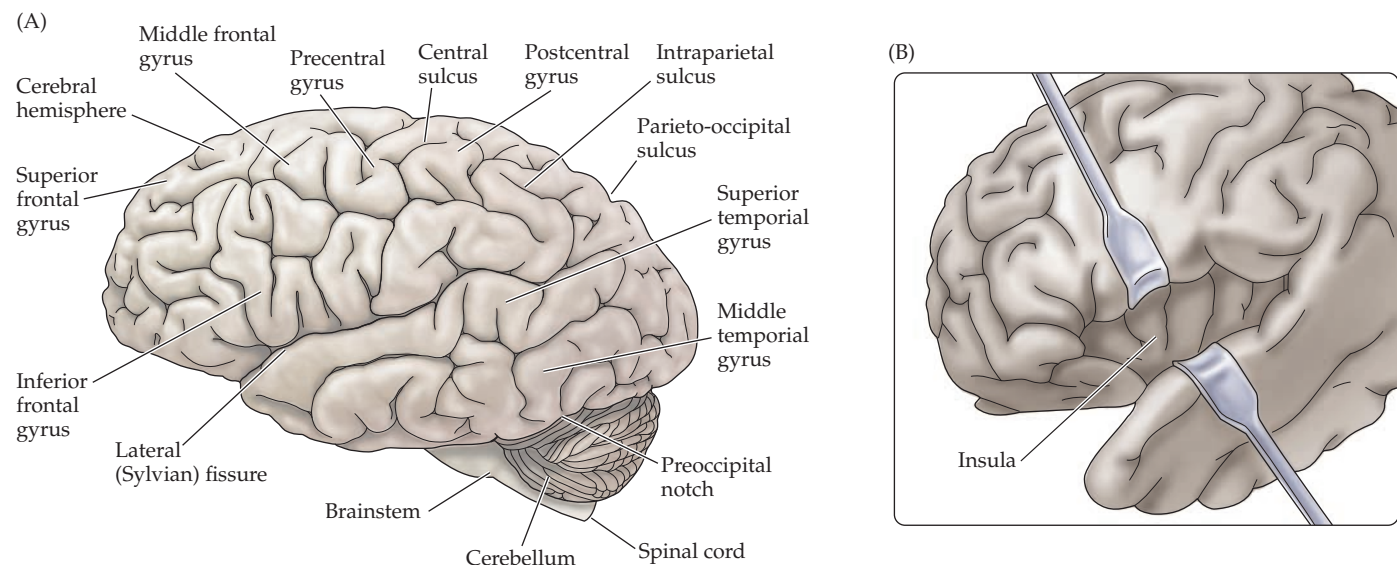 (A)
Middle frontal
gyrus
Precentral
gyrus
Central
sulcus
Postcentral
gyrus
Intraparietal
sulcus
Cerebral
hemisphere
Parieto-occipital
sulcus
Superior
frontal
gyrus
Superior
temporal
gyrus
Middle
temporal
gyrus
Inferior
frontal
gyrus
Lateral
(Sylvian) fissure
Preoccipital
notch
Brainstem
Cerebellum
Spinal cord
(B)
Insula